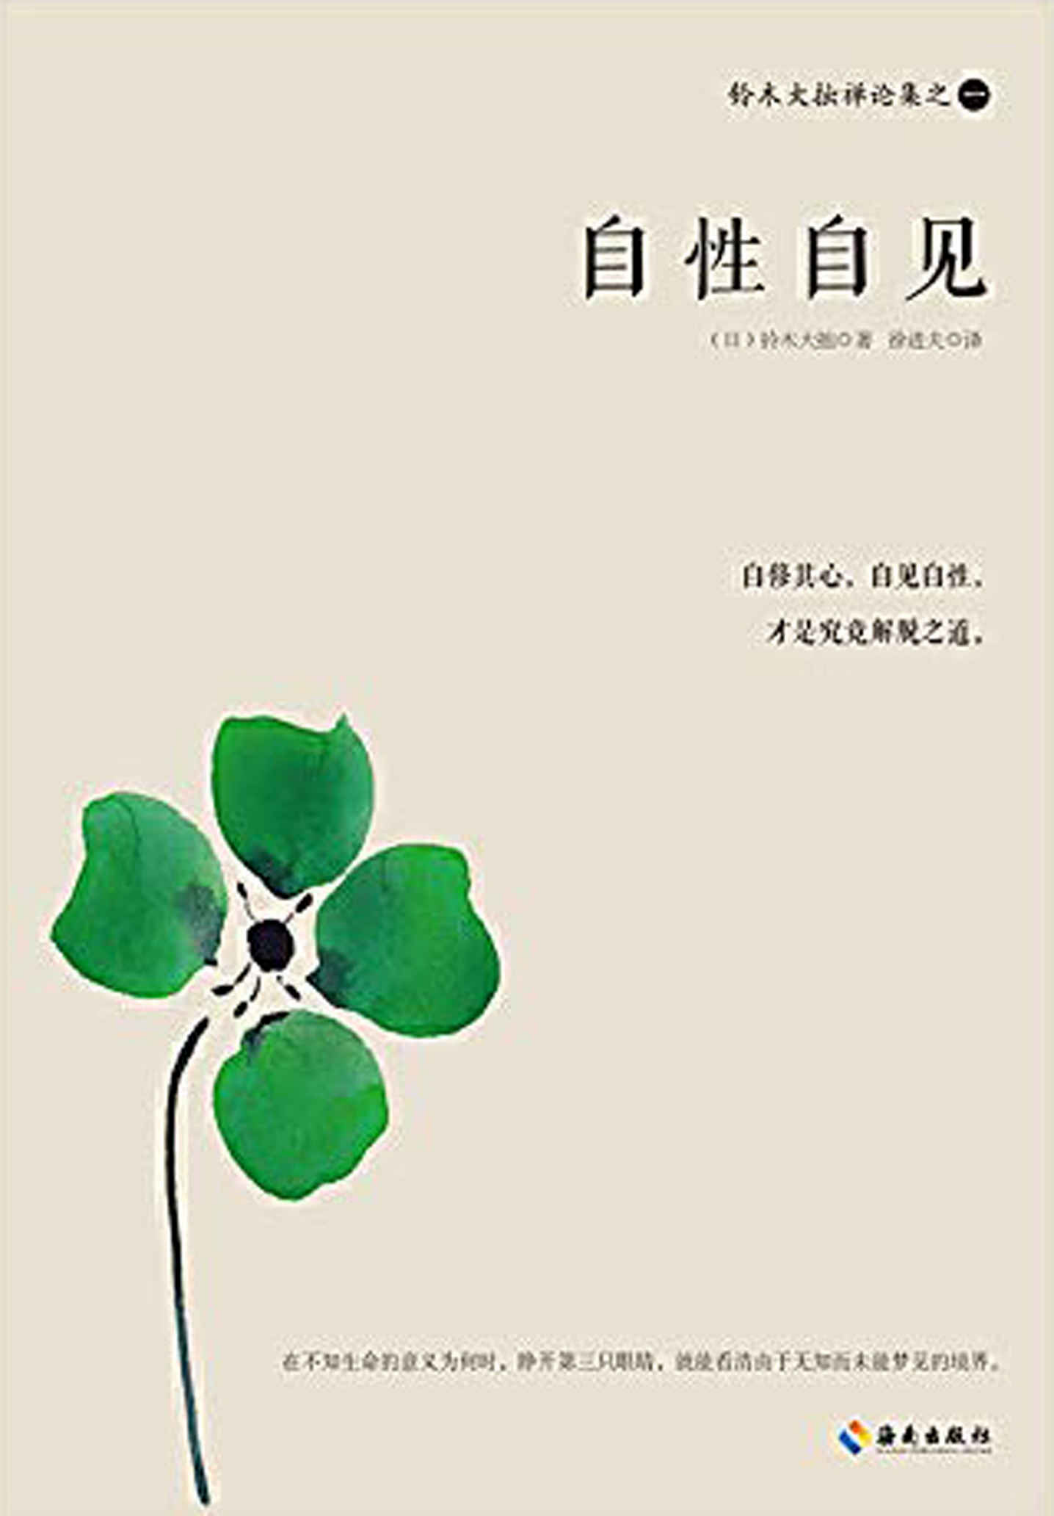 铃木大拙禅论集之一
自性自见
（日）铃木大拙◎著 徐进夫◎译
自修其心，自见自性，
才是究竟解脱之道。
在不知生命的意义为何时，睁开第三只眼睛，就能看清由于无知而未能梦见的境界。
海南出版社